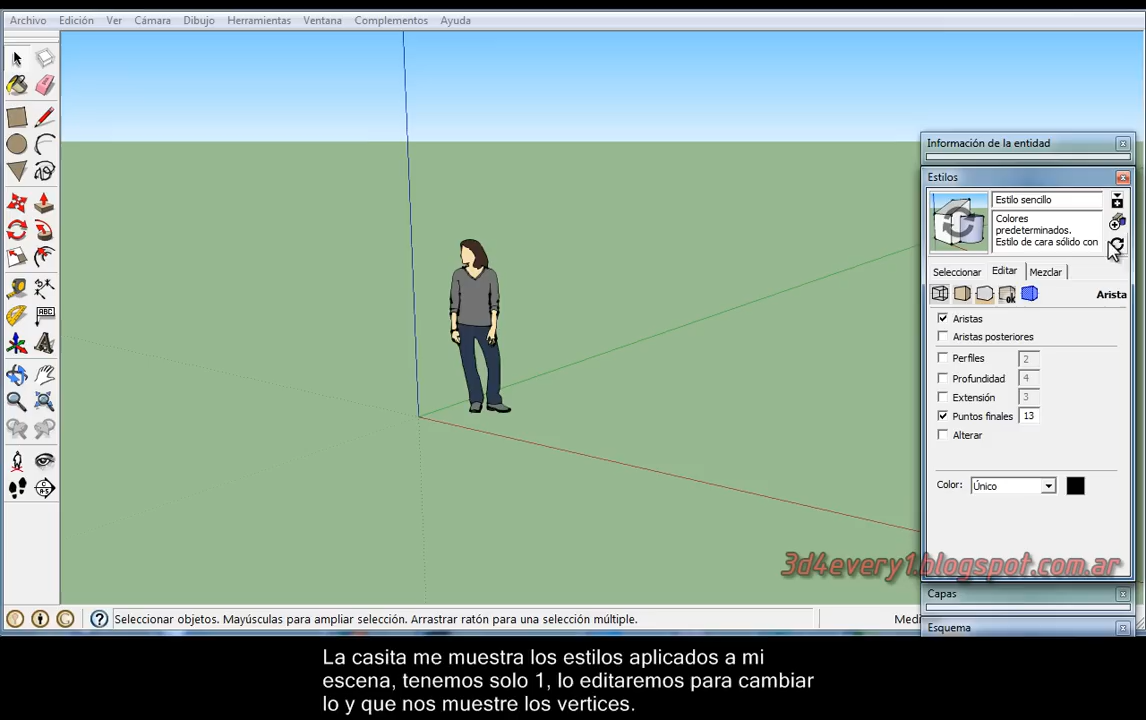 Archivo Edición Ver Cámara Dibujo Herramientas Ventana Complementos Ayuda
Información de la entidad
Estilos
Estilo sencillo
Colores
predeterminados.
Estilo de cara sólido con
Seleccionar Editar Mezclar
Arista
Aristas
Aristas posteriores
Perfiles 2
Profundidad 4
Extensión 3
Puntos finales 13
Alterar
Color: Único
3d4every1.blogspot.com.ar
Capas
Seleccionar objetos. Mayúsculas para ampliar selección. Arrastrar ratón para una selección múltiple. Medi
Esquema
La casita me muestra los estilos aplicados a mi
escena, tenemos solo 1, lo editaremos para cambiar
lo y que nos muestre los vertices.